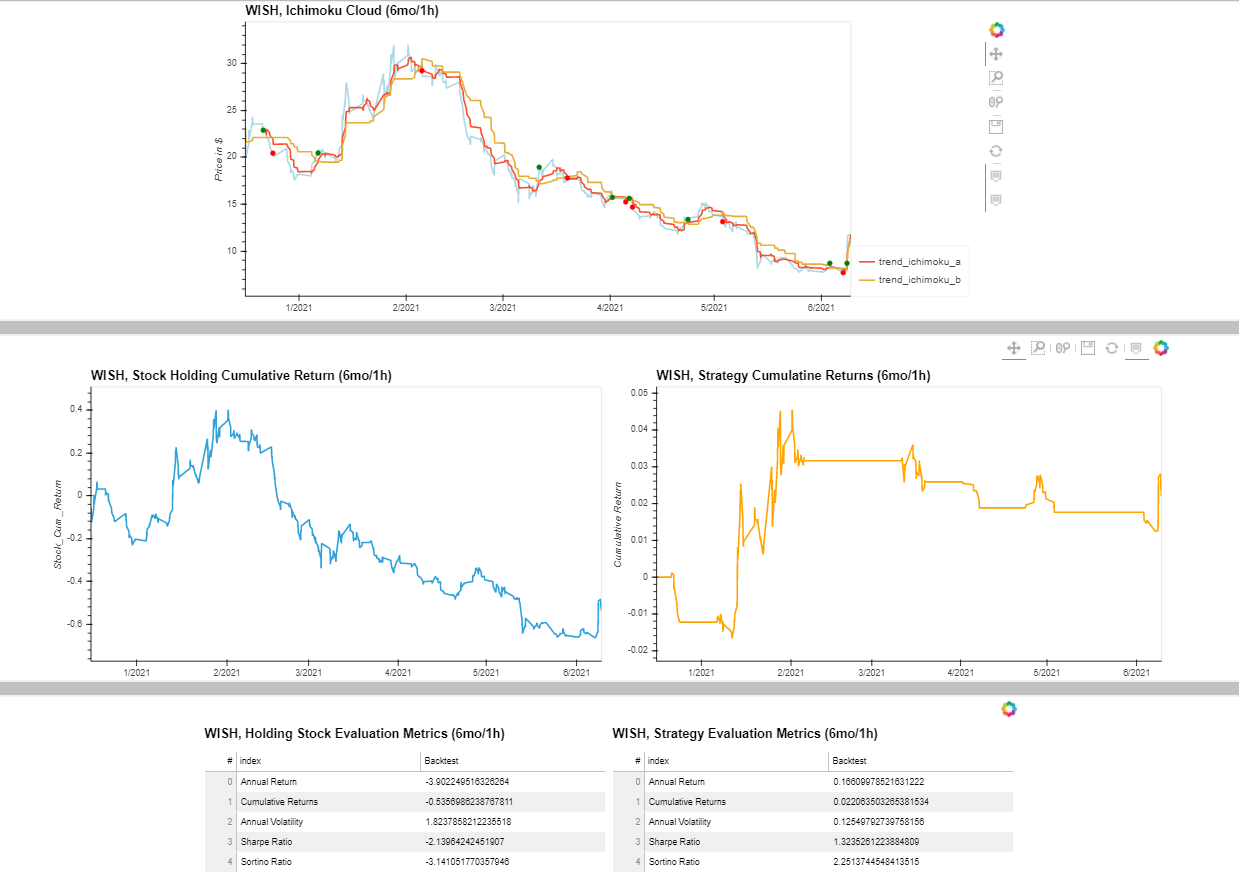 WISH, Ichimoku Cloud (6mo/1h)
Price in $
30
25
20
15
10
1/2021 2/2021 3/2021 4/2021 5/2021 6/2021
trend_ichimoku_a
trend_ichimoku_b
WISH, Stock Holding Cumulative Return (6mo/1h)
Stock_Cum_Return
0.4
0.2
0
-0.2
-0.4
-0.6
1/2021 2/2021 3/2021 4/2021 5/2021 6/2021
WISH, Strategy Cumulatine Returns (6mo/1h)
Cumulative Return
0.05
0.04
0.03
0.02
0.01
0
-0.01
-0.02
1/2021 2/2021 3/2021 4/2021 5/2021 6/2021
WISH, Holding Stock Evaluation Metrics (6mo/1h)
# index Backtest
0 Annual Return -3.902249516326264
1 Cumulative Returns -0.5356986238767811
2 Annual Volatility 1.8237858212235518
3 Sharpe Ratio -2.13964242451907
4 Sortino Ratio -3.141051770357946
WISH, Strategy Evaluation Metrics (6mo/1h)
# index Backtest
0 Annual Return 0.16609978521631222
1 Cumulative Returns 0.022063503265381534
2 Annual Volatility 0.12549792739758156
3 Sharpe Ratio 1.3235261223884809
4 Sortino Ratio 2.2513744548413515